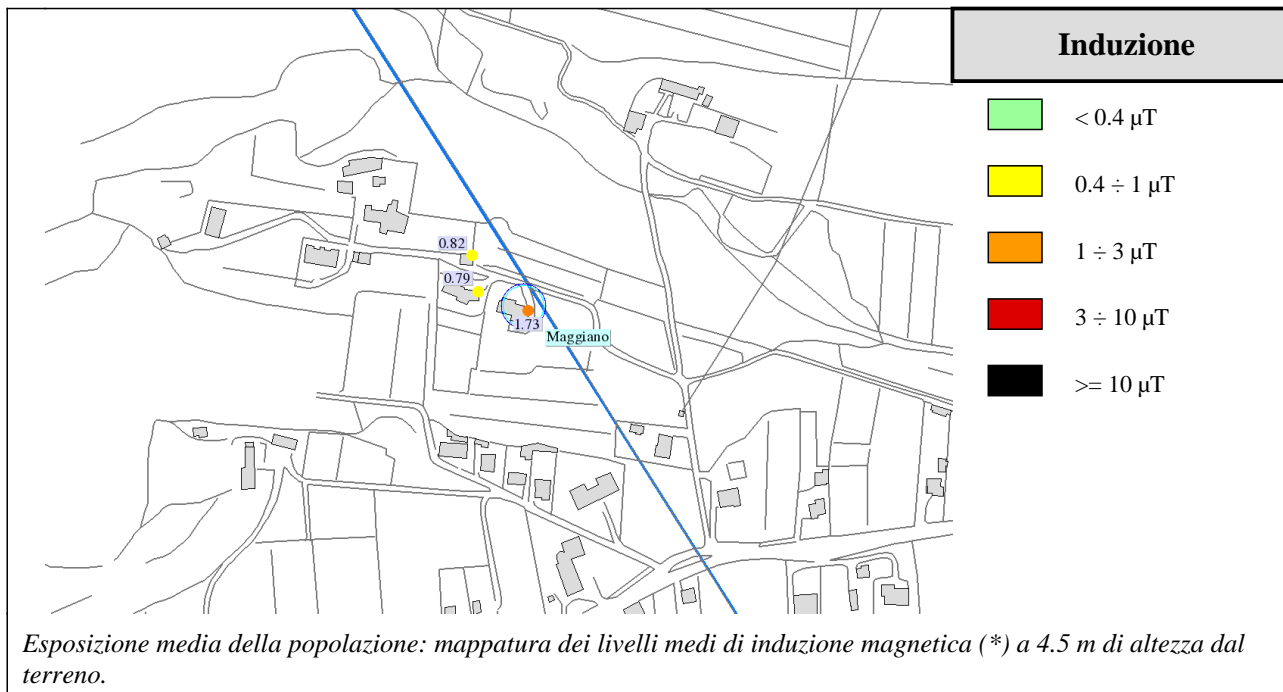 Induzione
< 0.4 μT
0.4 ÷ 1 μT
1 ÷ 3 μT
3 ÷ 10 μT
>= 10 μT
0.82
0.79
1.73
Maggiano
Esposizione media della popolazione: mappatura dei livelli medi di induzione magnetica (*) a 4.5 m di altezza dal
terreno.